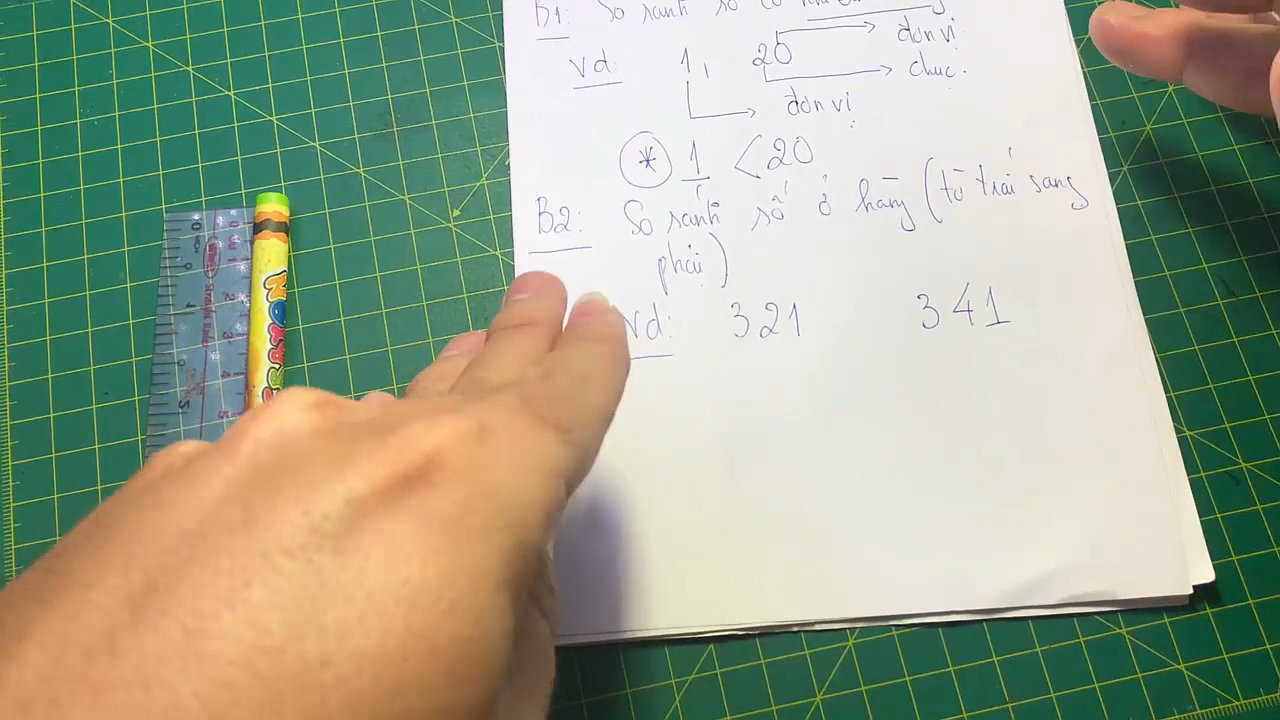 B1: So sánh số có
đơn vị
Vd: 1, 20
chục.
đơn vị
* 1 < 20
B2: So sánh số ở hàng (từ trái sang
phải)
Vd: 321 341